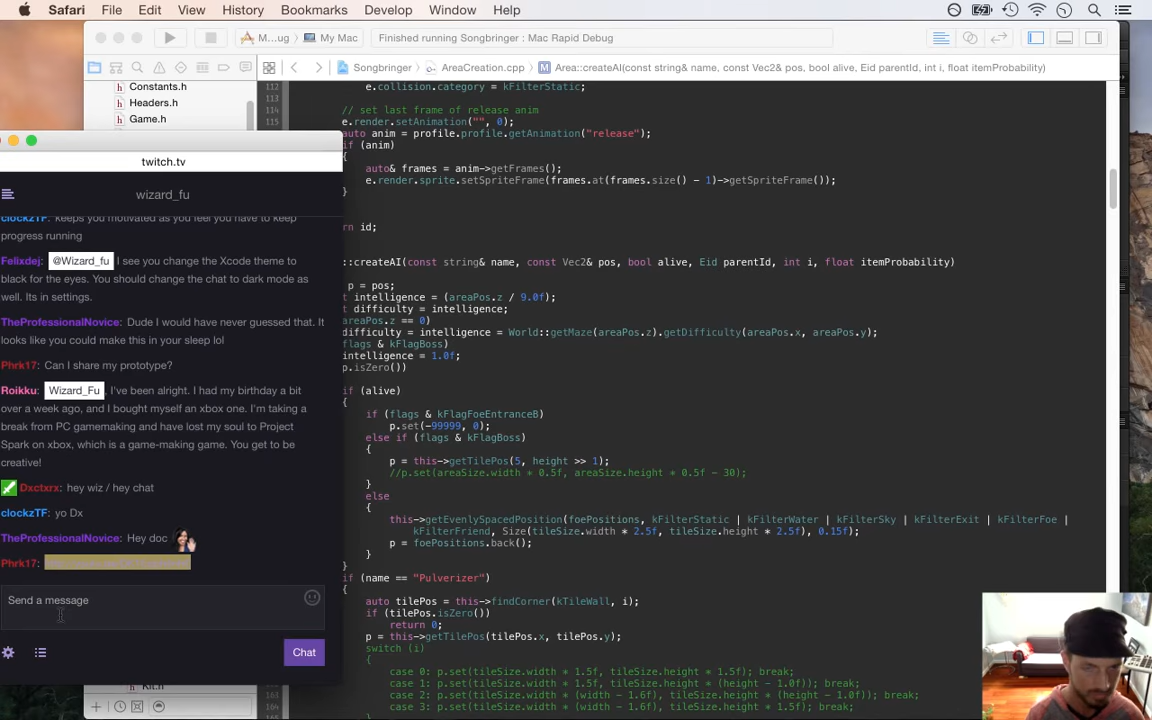 Safari File Edit View History Bookmarks Develop Window Help
M...ug My Mac
Finished running Songbringer : Mac Rapid Debug
Songbringer AreaCreation.cpp M Area::createAI(const string& name, const Vec2& pos, bool alive, Eid parentId, int i, float itemProbability)
Constants.h
Headers.h
Game.h
112 e.collision.category = kFilterStatic;
113
114 // set last frame of release anim
115 e.render.setAnimation("", 0);
auto anim = profile.profile.getAnimation("release");
if (anim)
{
auto& frames = anim->getFrames();
e.render.sprite.setSpriteFrame(frames.at(frames.size() - 1)->getSpriteFrame());
}
rn id;
::createAI(const string& name, const Vec2& pos, bool alive, Eid parentId, int i, float itemProbability)
p = pos;
t intelligence = (areaPos.z / 9.0f);
t difficulty = intelligence;
areaPos.z == 0)
difficulty = intelligence = World::getMaze(areaPos.z).getDifficulty(areaPos.x, areaPos.y);
flags & kFlagBoss)
intelligence = 1.0f;
p.isZero())
if (alive)
{
if (flags & kFlagFoeEntranceB)
p.set(-99999, 0);
else if (flags & kFlagBoss)
{
p = this->getTilePos(5, height >> 1);
//p.set(areaSize.width * 0.5f, areaSize.height * 0.5f - 30);
}
else
{
this->getEvenlySpacedPosition(foePositions, kFilterStatic | kFilterWater | kFilterSky | kFilterExit | kFilterFoe |
kFilterFriend, Size(tileSize.width * 2.5f, tileSize.height * 2.5f), 0.15f);
p = foePositions.back();
}
if (name == "Pulverizer")
{
auto tilePos = this->findCorner(kTileWall, i);
if (tilePos.isZero())
return 0;
p = this->getTilePos(tilePos.x, tilePos.y);
switch (i)
{
case 0: p.set(tileSize.width * 1.5f, tileSize.height * 1.5f); break;
case 1: p.set(tileSize.width * 1.5f, tileSize.height * (height - 1.0f)); break;
case 2: p.set(tileSize.width * (width - 1.6f), tileSize.height * (height - 1.0f)); break;
case 3: p.set(tileSize.width * (width - 1.6f), tileSize.height * 1.5f); break;
twitch.tv
wizard_fu
clockzTF: keeps you motivated as you feel you have to keep
progress running
Felixdej: @Wizard_fu I see you change the Xcode theme to
black for the eyes. You should change the chat to dark mode as
well. Its in settings.
TheProfessionalNovice: Dude I would have never guessed that. It
looks like you could make this in your sleep lol
Phrk17: Can I share my prototype?
Roikku: Wizard_Fu, I've been alright. I had my birthday a bit
over a week ago, and I bought myself an xbox one. I'm taking a
break from PC gamemaking and have lost my soul to Project
Spark on xbox, which is a game-making game. You get to be
creative!
Dxctxrx: hey wiz / hey chat
clockzTF: yo Dx
TheProfessionalNovice: Hey doc
Phrk17:
Send a message
Chat
Kit.h